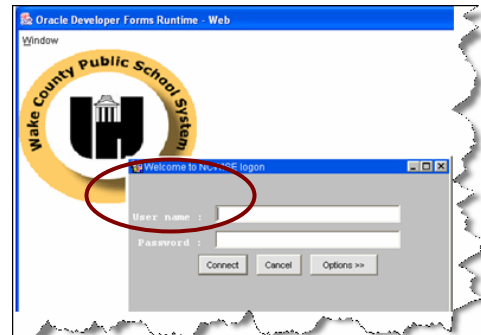 Oracle Developer Forms Runtime - Web
Window
Wake County Public School System
Welcome to NCWISE logon
User name :
Password :
Connect Cancel Options >>